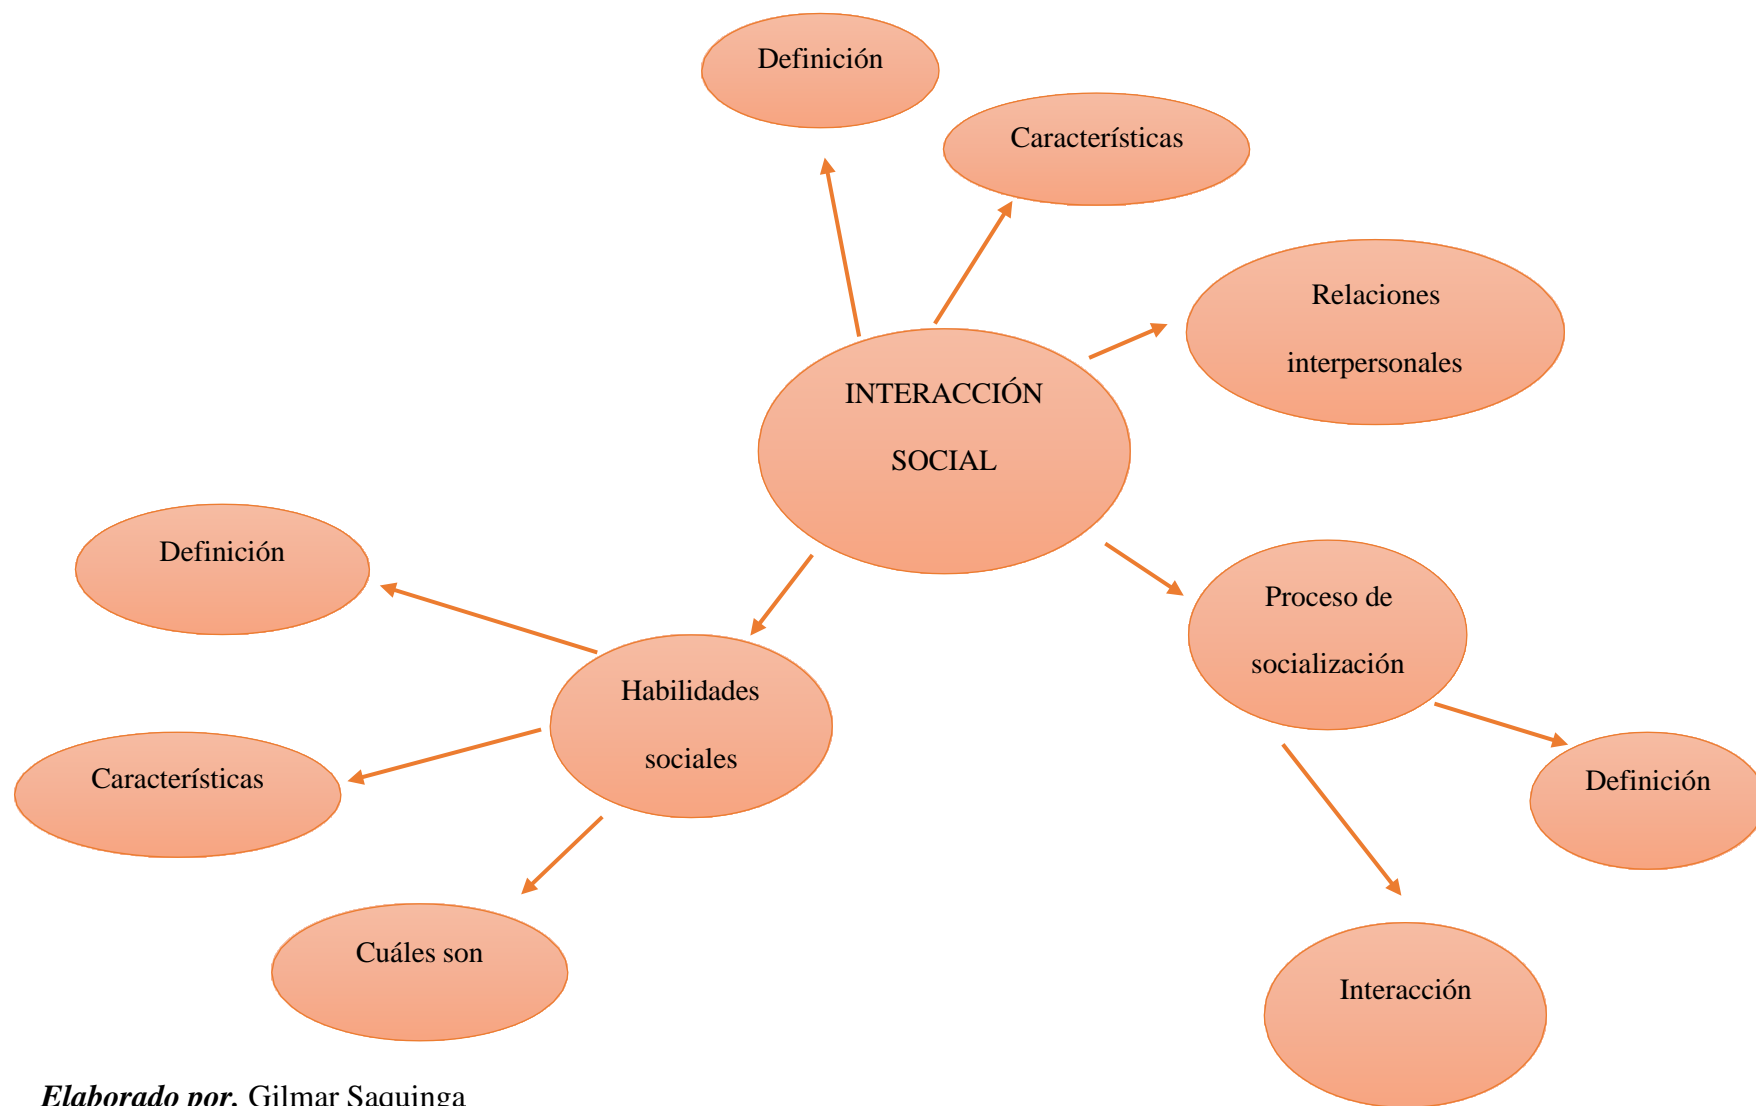 Definición
Características
Relaciones
interpersonales
INTERACCIÓN
SOCIAL
Definición
Proceso de
socialización
Habilidades
sociales
Características
Definición
Cuáles son
Interacción
Elaborado por. Gilmar Saquinga